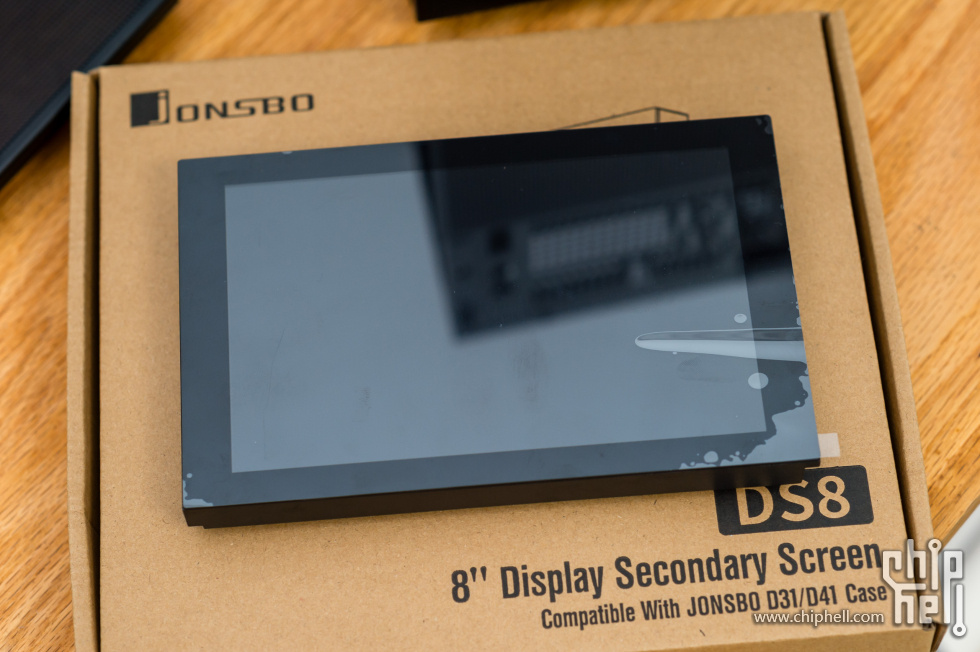 JONSBO
DS8
8" Display Secondary Screen
Compatible With JONSBO D31/D41 Case
www.chiphell.com
chip
hell